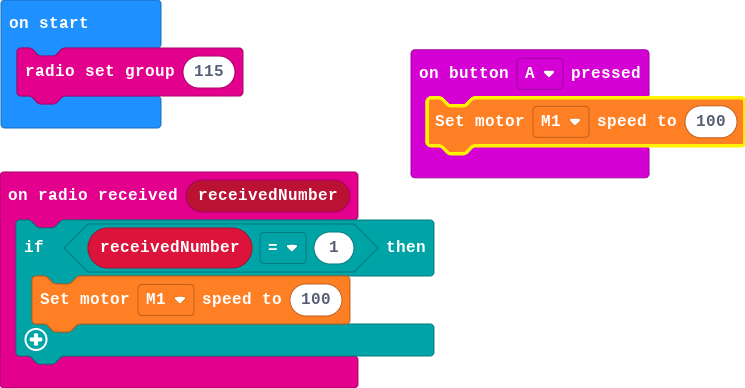 on start
radio set group 115
on button A pressed
Set motor M1 speed to 100
on radio received receivedNumber
if receivedNumber = 1 then
Set motor M1 speed to 100